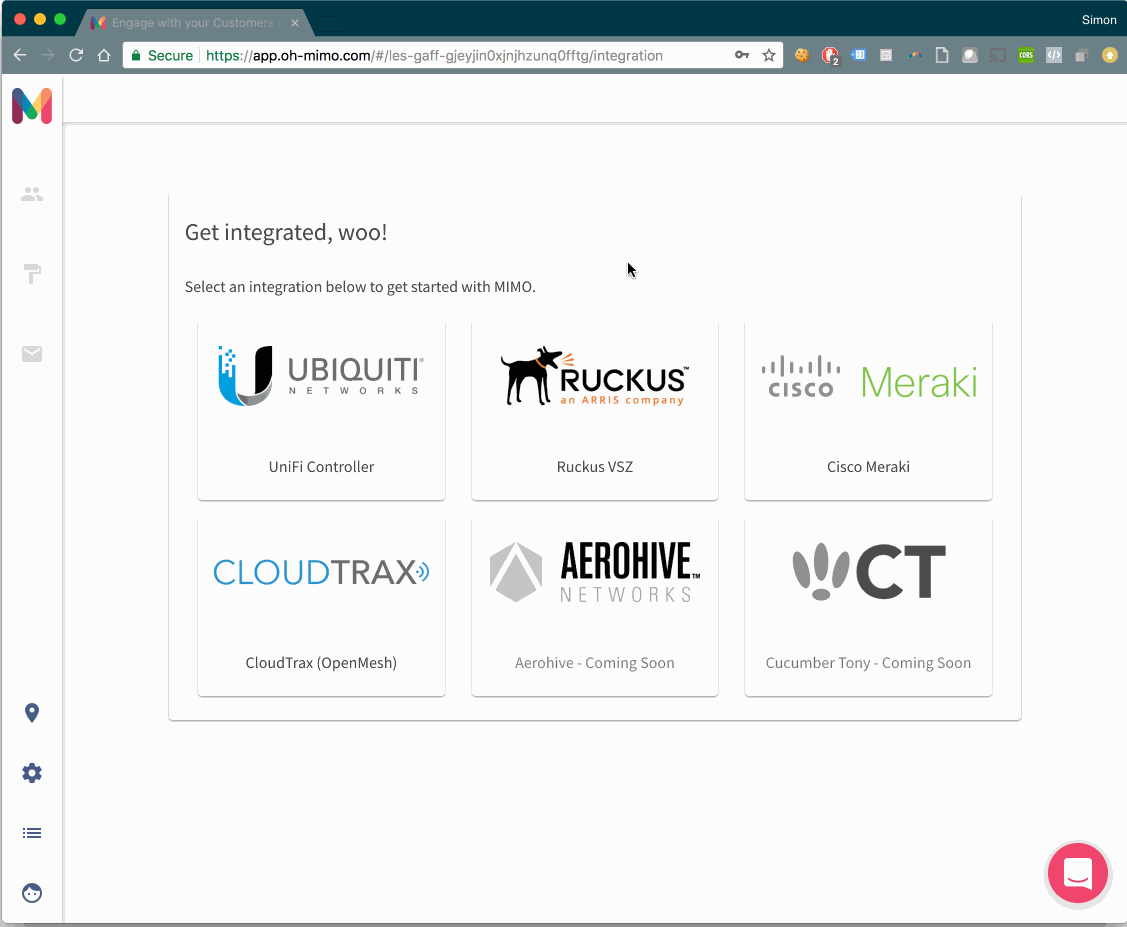 Engage with your Customers
Simon
Secure
https://app.oh-mimo.com/#/les-gaff-gjeyjin0xjnjhzunq0fftg/integration
2
CORS
Get integrated, woo!
Select an integration below to get started with MIMO.
UBIQUITI®
NETWORKS
RUCKUS™
an ARRIS company
cisco Meraki
UniFi Controller
Ruckus VSZ
Cisco Meraki
CLOUDTRAX
AEROHIVE™
NETWORKS
CT
CloudTrax (OpenMesh)
Aerohive - Coming Soon
Cucumber Tony - Coming Soon